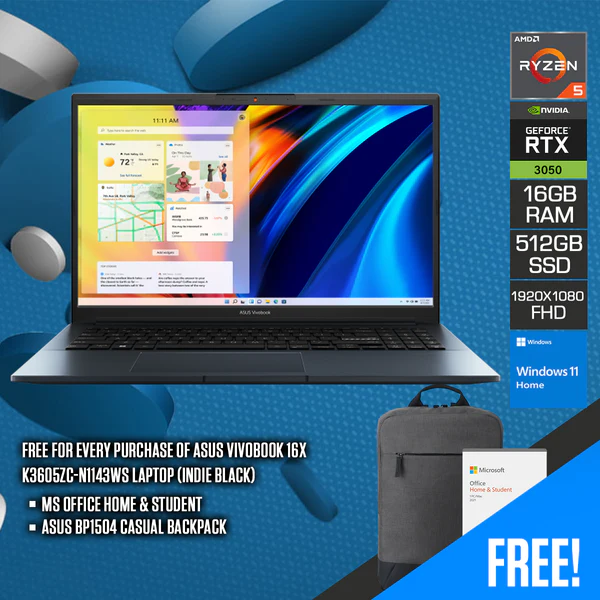 AMD
RYZEN
5
NVIDIA
GEFORCE
RTX
3050
16GB
RAM
512GB
SSD
1920X1080
FHD
Windows
Windows 11
Home
11:11 AM
72
ASUS Vivobook
FREE FOR EVERY PURCHASE OF ASUS VIVOBOOK 16X
K3605ZC-N1143WS LAPTOP (INDIE BLACK)
▪ MS OFFICE HOME & STUDENT
▪ ASUS BP1504 CASUAL BACKPACK
Microsoft
Office
Home & Student
FREE!